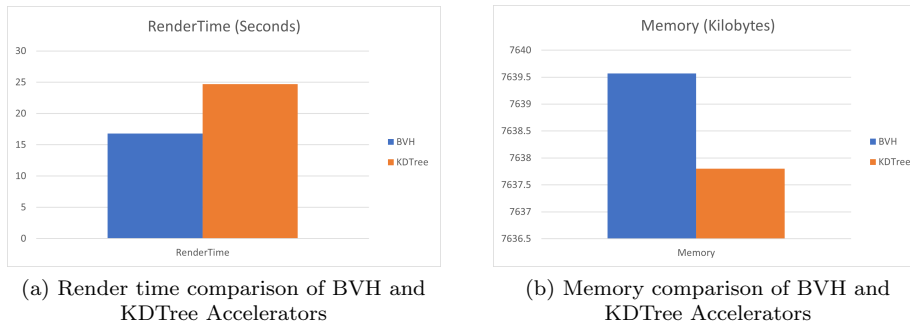 RenderTime (Seconds)
30
25
20
15
10
5
0
RenderTime
BVH
KDTree
(a) Render time comparison of BVH and
KDTree Accelerators
Memory (Kilobytes)
7640
7639.5
7639
7638.5
7638
7637.5
7637
7636.5
Memory
BVH
KDTree
(b) Memory comparison of BVH and
KDTree Accelerators